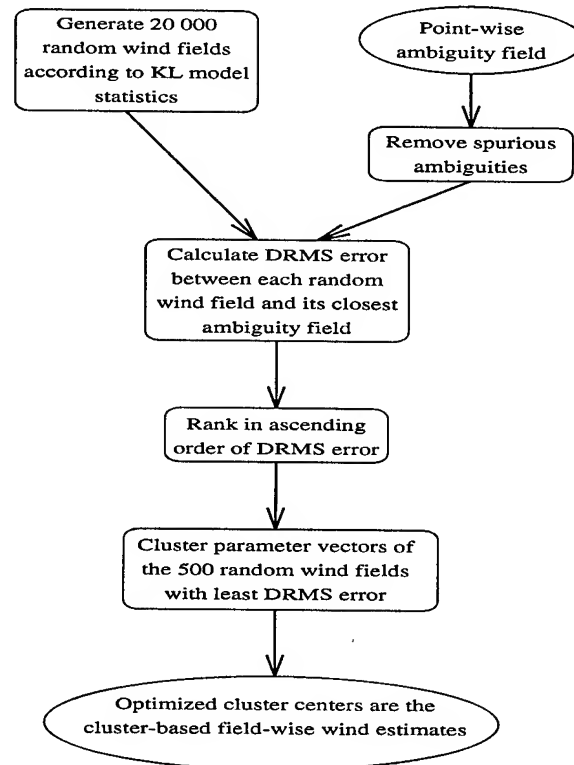 Generate 20 000
random wind fields
according to KL model
statistics
Point-wise
ambiguity field
Remove spurious
ambiguities
Calculate DRMS error
between each random
wind field and its closest
ambiguity field
Rank in ascending
order of DRMS error
Cluster parameter vectors of
the 500 random wind fields
with least DRMS error
Optimized cluster centers are the
cluster-based field-wise wind estimates